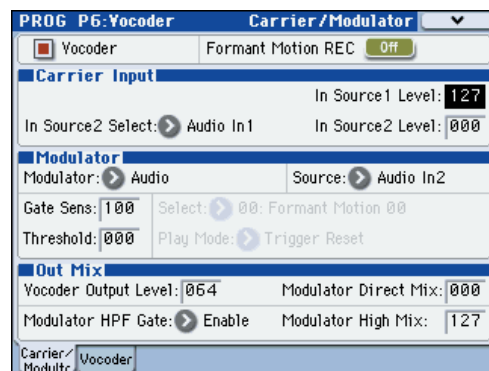 PROG P6:Vocoder Carrier/Modulator
Vocoder Formant Motion REC Off
Carrier Input
In Source1 Level: 127
In Source2 Select: Audio In1 In Source2 Level: 000
Modulator
Modulator: Audio Source: Audio In2
Gate Sens: 100 Select: 00: Formant Motion 00
Threshold: 000 Play Mode: Trigger Reset
Out Mix
Vocoder Output Level: 064 Modulator Direct Mix: 000
Modulator HPF Gate: Enable Modulator High Mix: 127
Carrier/
Modultr Vocoder